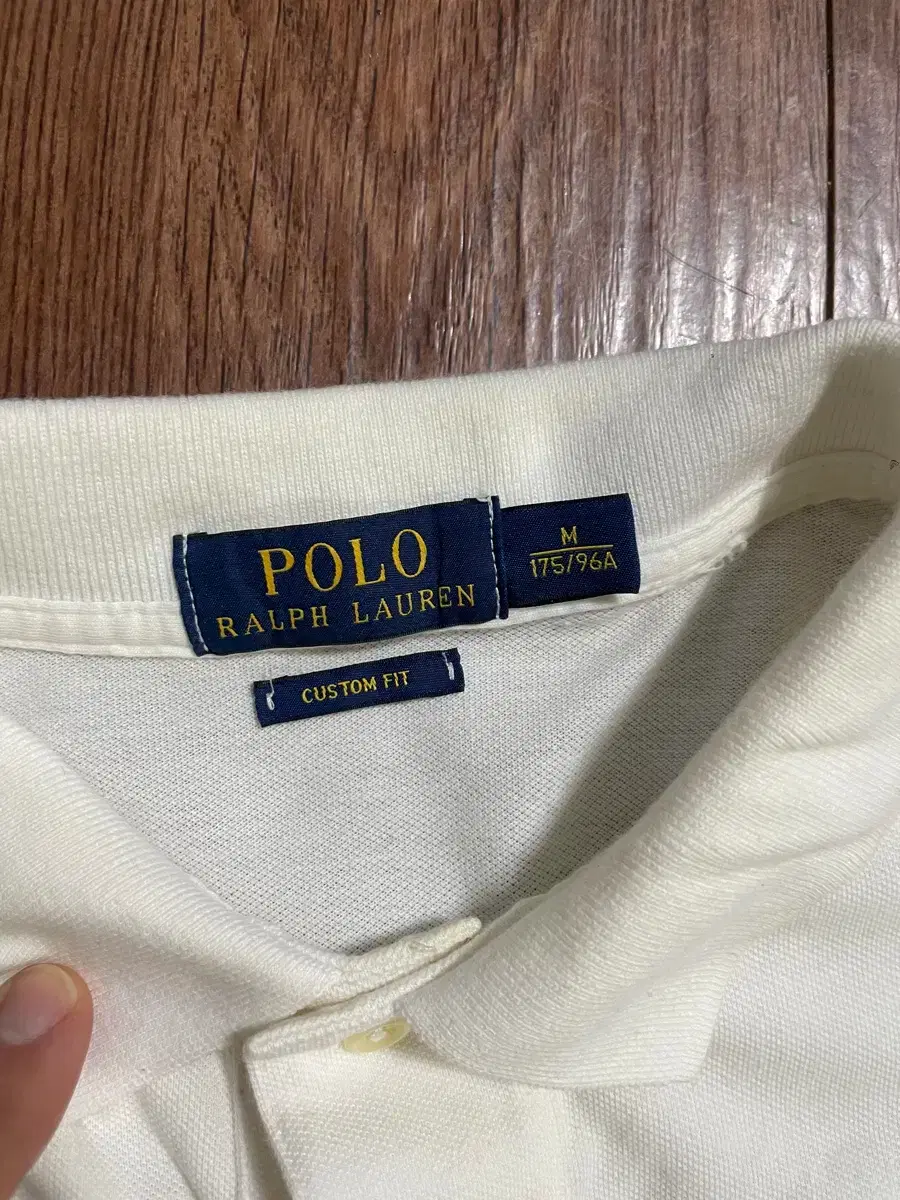 POLO
RALPH LAUREN
M
175/96A
CUSTOM FIT